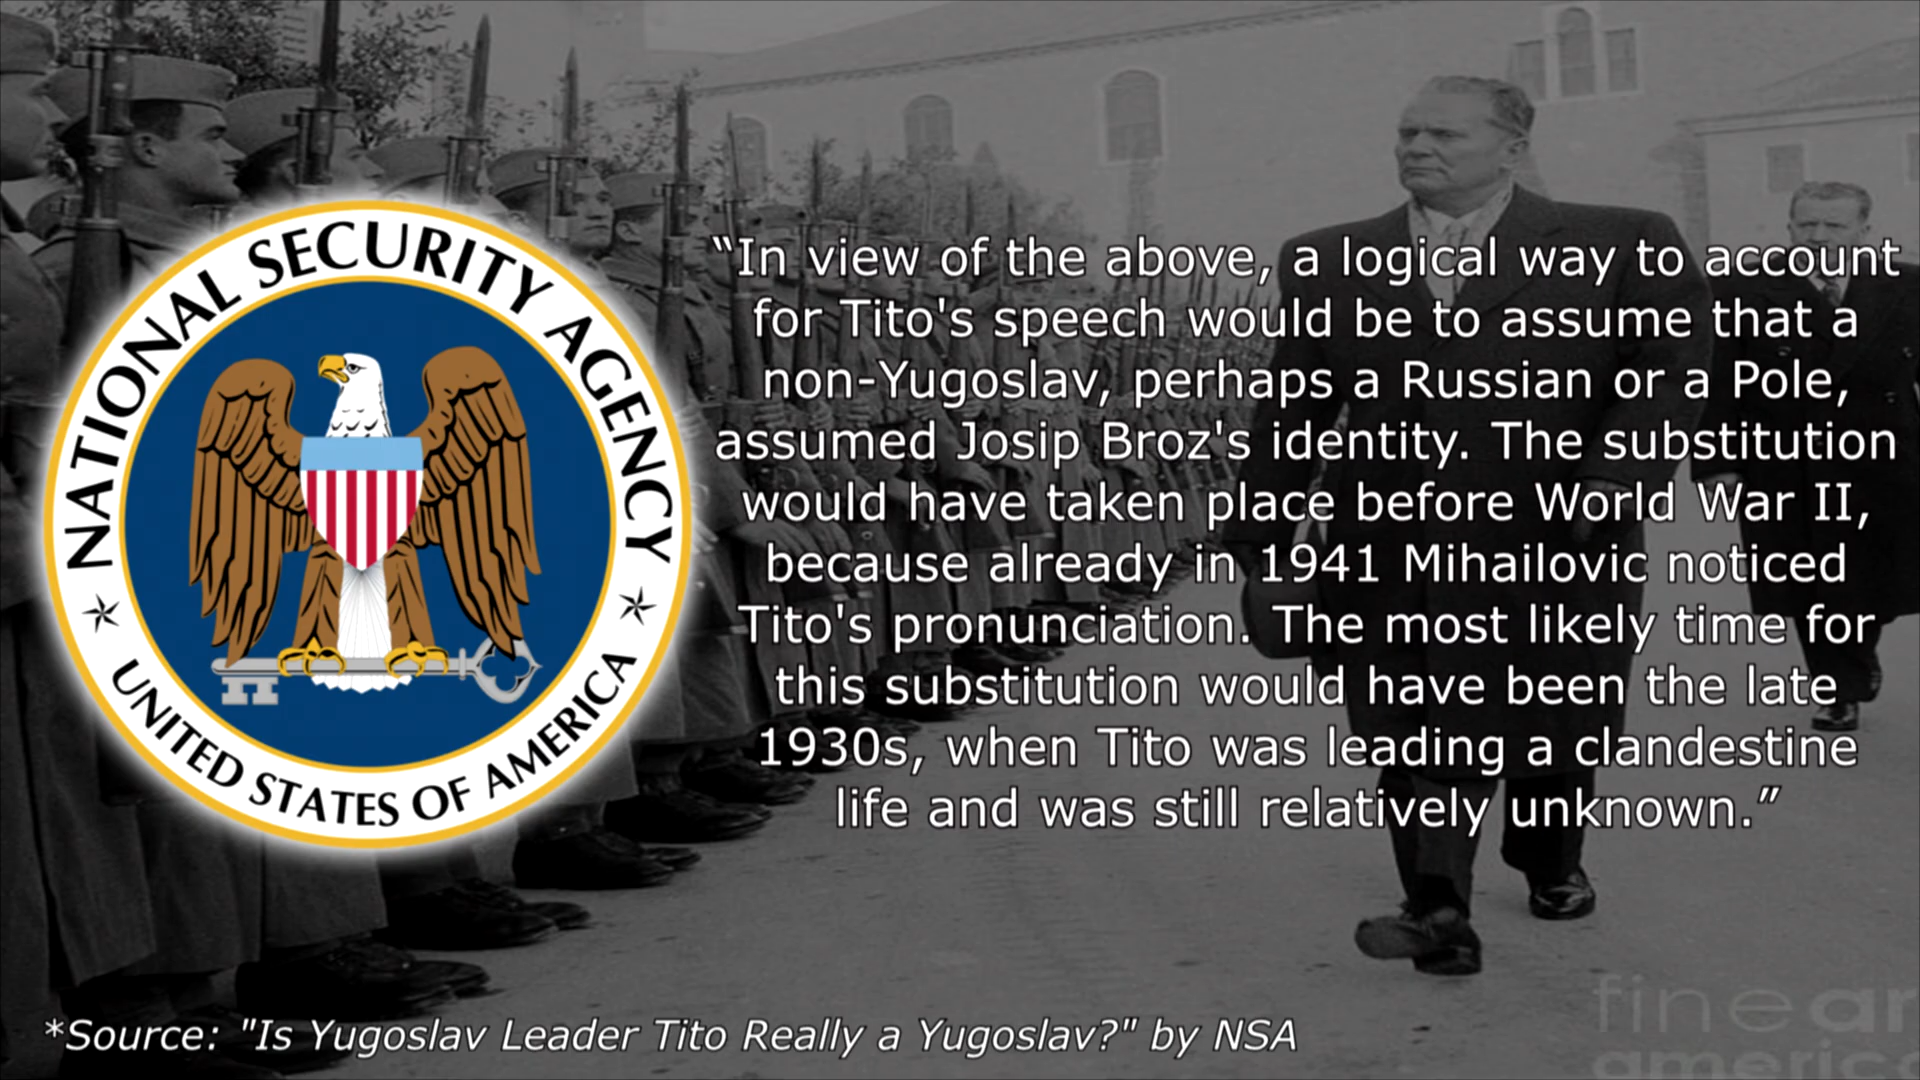 NATIONAL SECURITY AGENCY
UNITED STATES OF AMERICA
“In view of the above, a logical way to account
for Tito's speech would be to assume that a
non-Yugoslav, perhaps a Russian or a Pole,
assumed Josip Broz's identity. The substitution
would have taken place before World War II,
because already in 1941 Mihailovic noticed
Tito's pronunciation. The most likely time for
this substitution would have been the late
1930s, when Tito was leading a clandestine
life and was still relatively unknown.”
*Source: "Is Yugoslav Leader Tito Really a Yugoslav?" by NSA
fine ar
americ